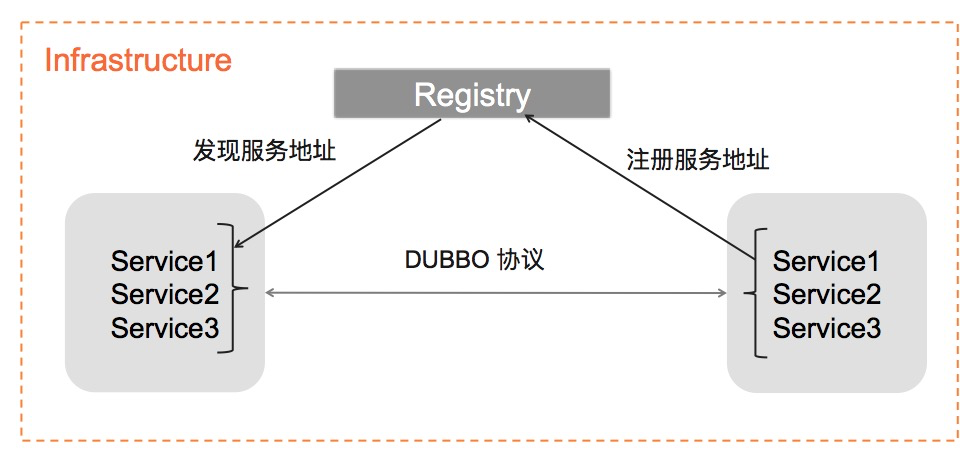 Infrastructure
Registry
发现服务地址
注册服务地址
Service1
Service2
Service3
DUBBO 协议
Service1
Service2
Service3